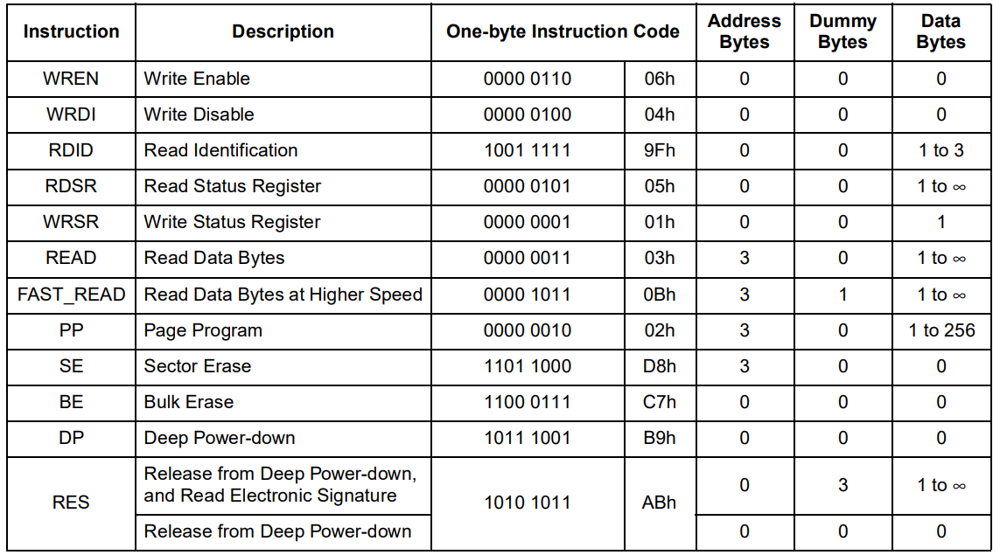 Instruction Description One-byte Instruction Code Address Bytes Dummy Bytes Data Bytes
WREN Write Enable 0000 0110 06h 0 0 0
WRDI Write Disable 0000 0100 04h 0 0 0
RDID Read Identification 1001 1111 9Fh 0 0 1 to 3
RDSR Read Status Register 0000 0101 05h 0 0 1 to ∞
WRSR Write Status Register 0000 0001 01h 0 0 1
READ Read Data Bytes 0000 0011 03h 3 0 1 to ∞
FAST_READ Read Data Bytes at Higher Speed 0000 1011 0Bh 3 1 1 to ∞
PP Page Program 0000 0010 02h 3 0 1 to 256
SE Sector Erase 1101 1000 D8h 3 0 0
BE Bulk Erase 1100 0111 C7h 0 0 0
DP Deep Power-down 1011 1001 B9h 0 0 0
RES Release from Deep Power-down, and Read Electronic Signature 1010 1011 ABh 0 3 1 to ∞
Release from Deep Power-down 0 0 0